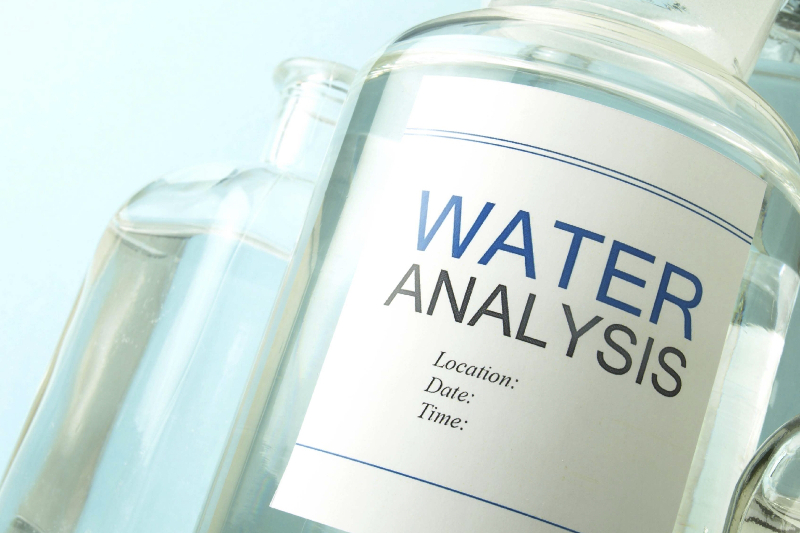 WATER
ANALYSIS
Location:
Date:
Time: